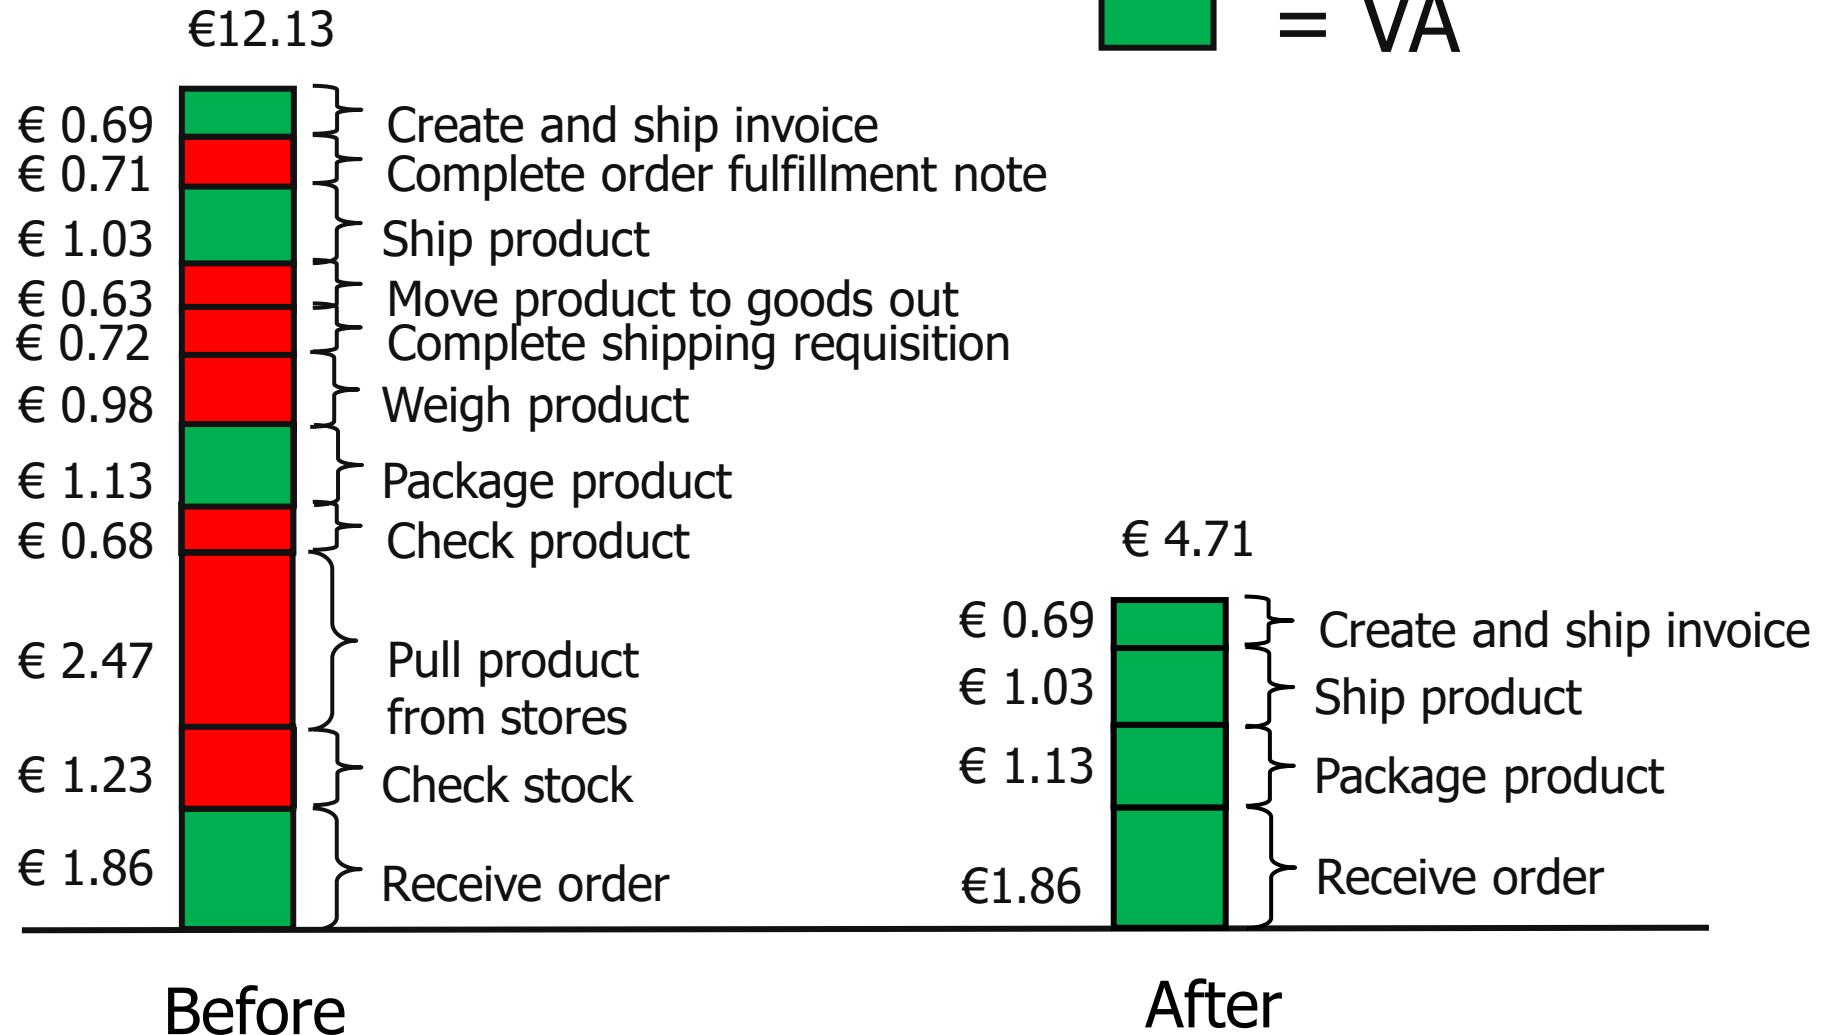 €12.13
= VA
€ 0.69 Create and ship invoice
€ 0.71 Complete order fulfillment note
€ 1.03 Ship product
€ 0.63 Move product to goods out
€ 0.72 Complete shipping requisition
€ 0.98 Weigh product
€ 1.13 Package product
€ 0.68 Check product
€ 2.47 Pull product
from stores
€ 1.23 Check stock
€ 1.86 Receive order
Before
€ 4.71
€ 0.69 Create and ship invoice
€ 1.03 Ship product
€ 1.13 Package product
€1.86 Receive order
After